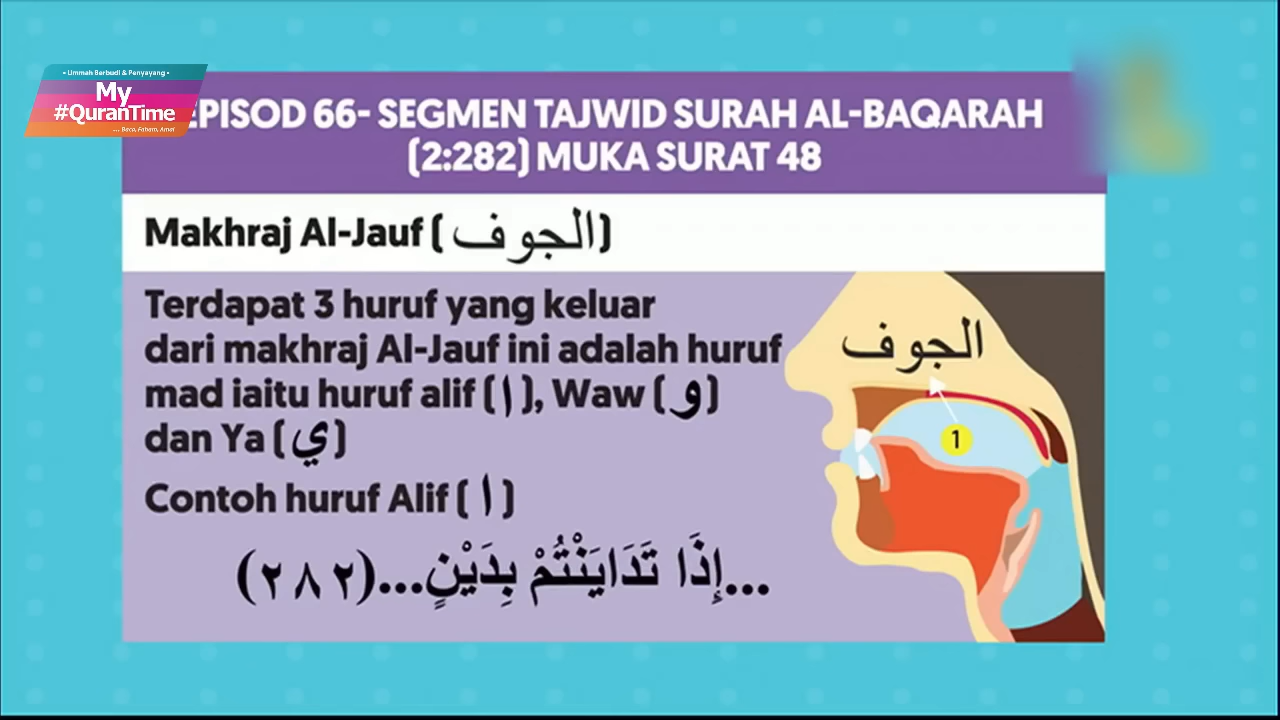 • Ummah Berbudi & Penyayang •
My
#QuranTime
... Baca, Faham, Amal
EPISOD 66- SEGMEN TAJWID SURAH AL-BAQARAH
(2:282) MUKA SURAT 48
Makhraj Al-Jauf (الجوف)
Terdapat 3 huruf yang keluar
dari makhraj Al-Jauf ini adalah huruf
mad iaitu huruf alif (ا), Waw (و)
dan Ya (ي)
Contoh huruf Alif (ا)
...إِذَا تَدَايَنْتُمْ بِدَيْنٍ...(٢٨٢)
الجوف
1